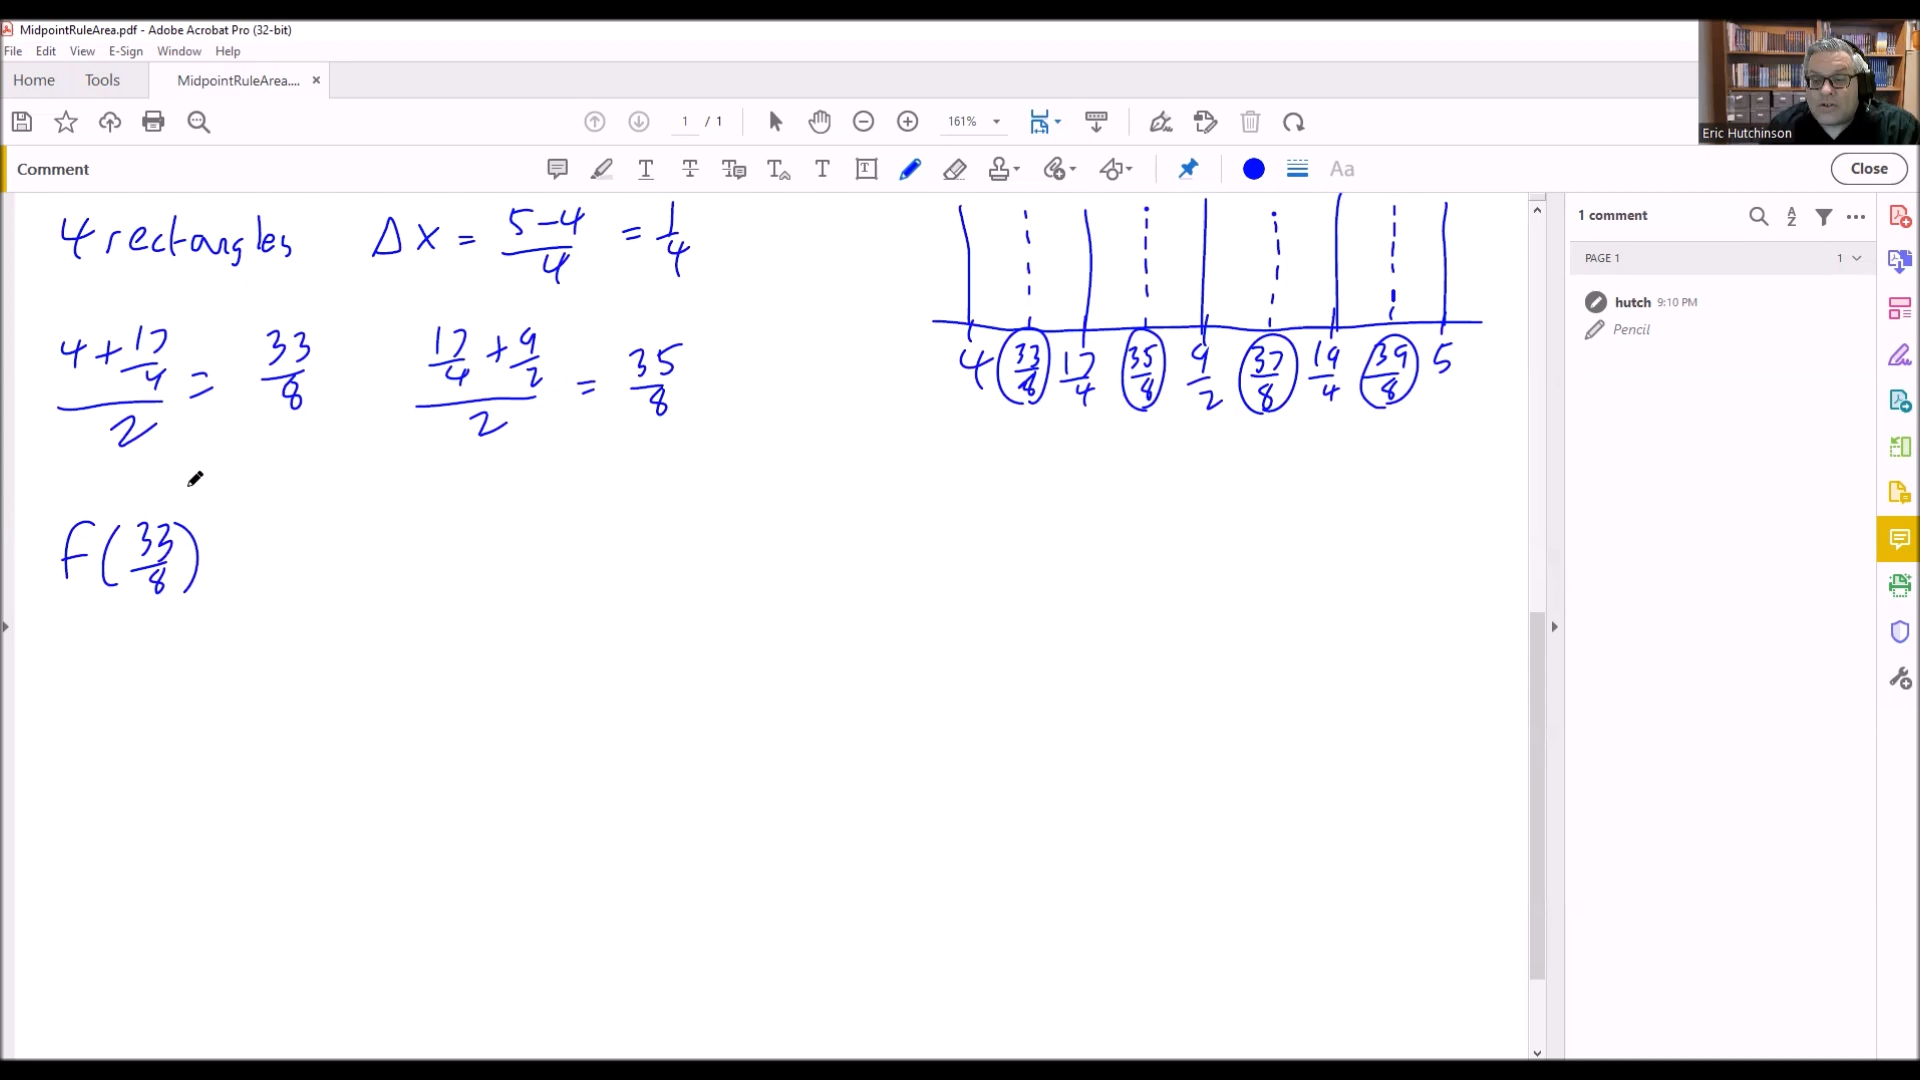 MidpointRuleArea.pdf - Adobe Acrobat Pro (32-bit)
File Edit View E-Sign Window Help
Home Tools MidpointRuleArea.... ×
1 / 1 161%
Eric Hutchinson
Comment Aa Close
1 comment
PAGE 1 1
hutch 9:10 PM
Pencil
4 rectangles Δx = (5-4)/4 = 1/4
(4 + 17/4)/2 = 33/8 (17/4 + 9/2)/2 = 35/8
4 33/8 17/4 35/8 9/2 37/8 19/4 39/8 5
f(33/8)